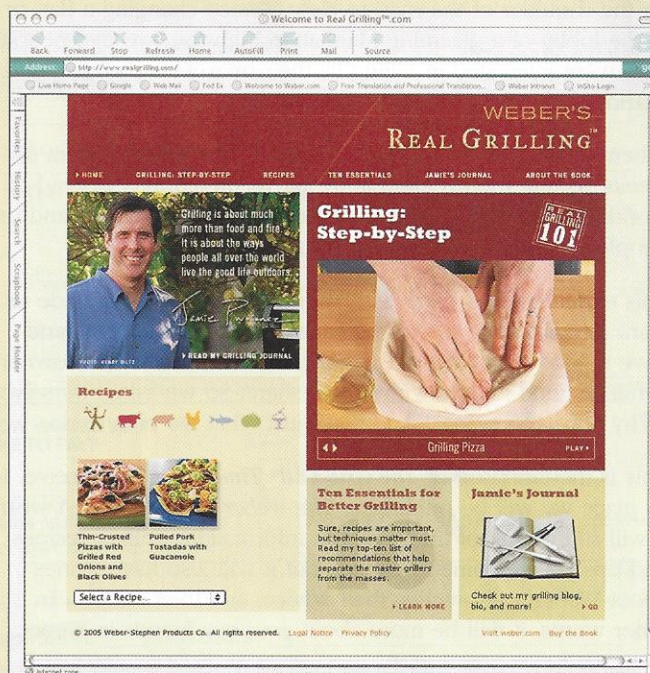 Welcome to Real Grilling™.com
Back Forward Stop Refresh Home AutoFill Print Mail Source
Address: http://www.realgrilling.com/
Live Home Page Google Web Mail Fed Ex Welcome to Weber.com Free Translation and Professional Translation... Weber Intranet InSite Login
Favorites
History
Search
Scrapbook
Page Holder
WEBER'S
REAL GRILLING™
HOME GRILLING: STEP-BY-STEP RECIPES TEN ESSENTIALS JAMIE'S JOURNAL ABOUT THE BOOK
Grilling is about much
more than food and fire.
It is about the ways
people all over the world
live the good life outdoors.
Jamie Purviance
PHOTO: HENRY DILTZ
READ MY GRILLING JOURNAL
Grilling:
Step-by-Step
REAL
GRILLING
101
Grilling Pizza PLAY
Recipes
Thin-Crusted
Pizzas with
Grilled Red
Onions and
Black Olives
Pulled Pork
Tostadas with
Guacamole
Select a Recipe...
Ten Essentials for
Better Grilling
Sure, recipes are important,
but techniques matter most.
Read my top-ten list of
recommendations that help
separate the master grillers
from the masses.
LEARN MORE
Jamie's Journal
Check out my grilling blog,
bio, and more!
GO
© 2005 Weber-Stephen Products Co. All rights reserved. Legal Notice Privacy Policy Visit weber.com Buy the Book
Internet zone